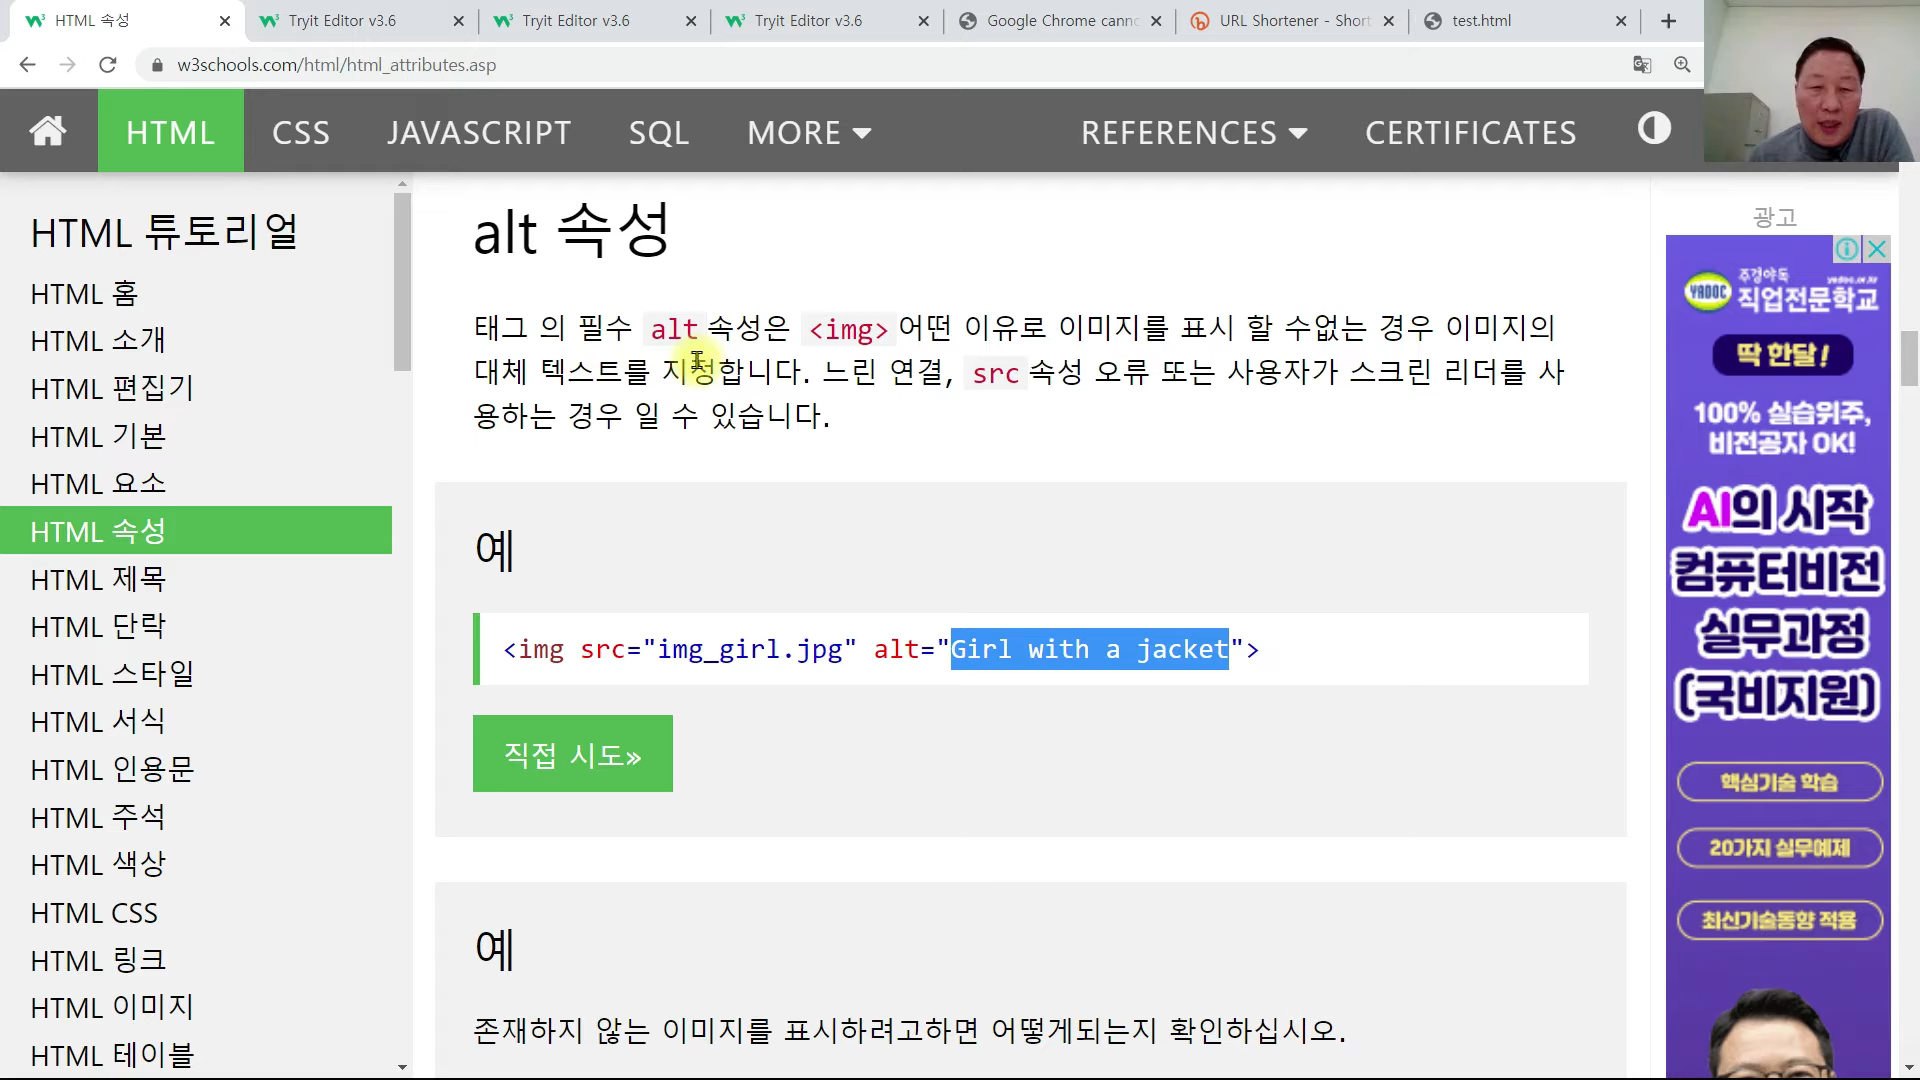 HTML 속성
Tryit Editor v3.6
Tryit Editor v3.6
Tryit Editor v3.6
Google Chrome canno
URL Shortener - Short
test.html
w3schools.com/html/html_attributes.asp
HTML
CSS
JAVASCRIPT
SQL
MORE
REFERENCES
CERTIFICATES
HTML 튜토리얼
HTML 홈
HTML 소개
HTML 편집기
HTML 기본
HTML 요소
HTML 속성
HTML 제목
HTML 단락
HTML 스타일
HTML 서식
HTML 인용문
HTML 주석
HTML 색상
HTML CSS
HTML 링크
HTML 이미지
HTML 테이블
alt 속성
태그 의 필수 alt 속성은 <img> 어떤 이유로 이미지를 표시 할 수없는 경우 이미지의
대체 텍스트를 지정합니다. 느린 연결, src 속성 오류 또는 사용자가 스크린 리더를 사
용하는 경우 일 수 있습니다.
예
<img src="img_girl.jpg" alt="Girl with a jacket">
직접 시도»
예
존재하지 않는 이미지를 표시하려고하면 어떻게되는지 확인하십시오.
광고
YADOC
주경야독
yadoc.or.kr
직업전문학교
딱 한달!
100% 실습위주,
비전공자 OK!
AI의 시작
컴퓨터비전
실무과정
(국비지원)
핵심기술 학습
20가지 실무예제
최신기술동향 적용